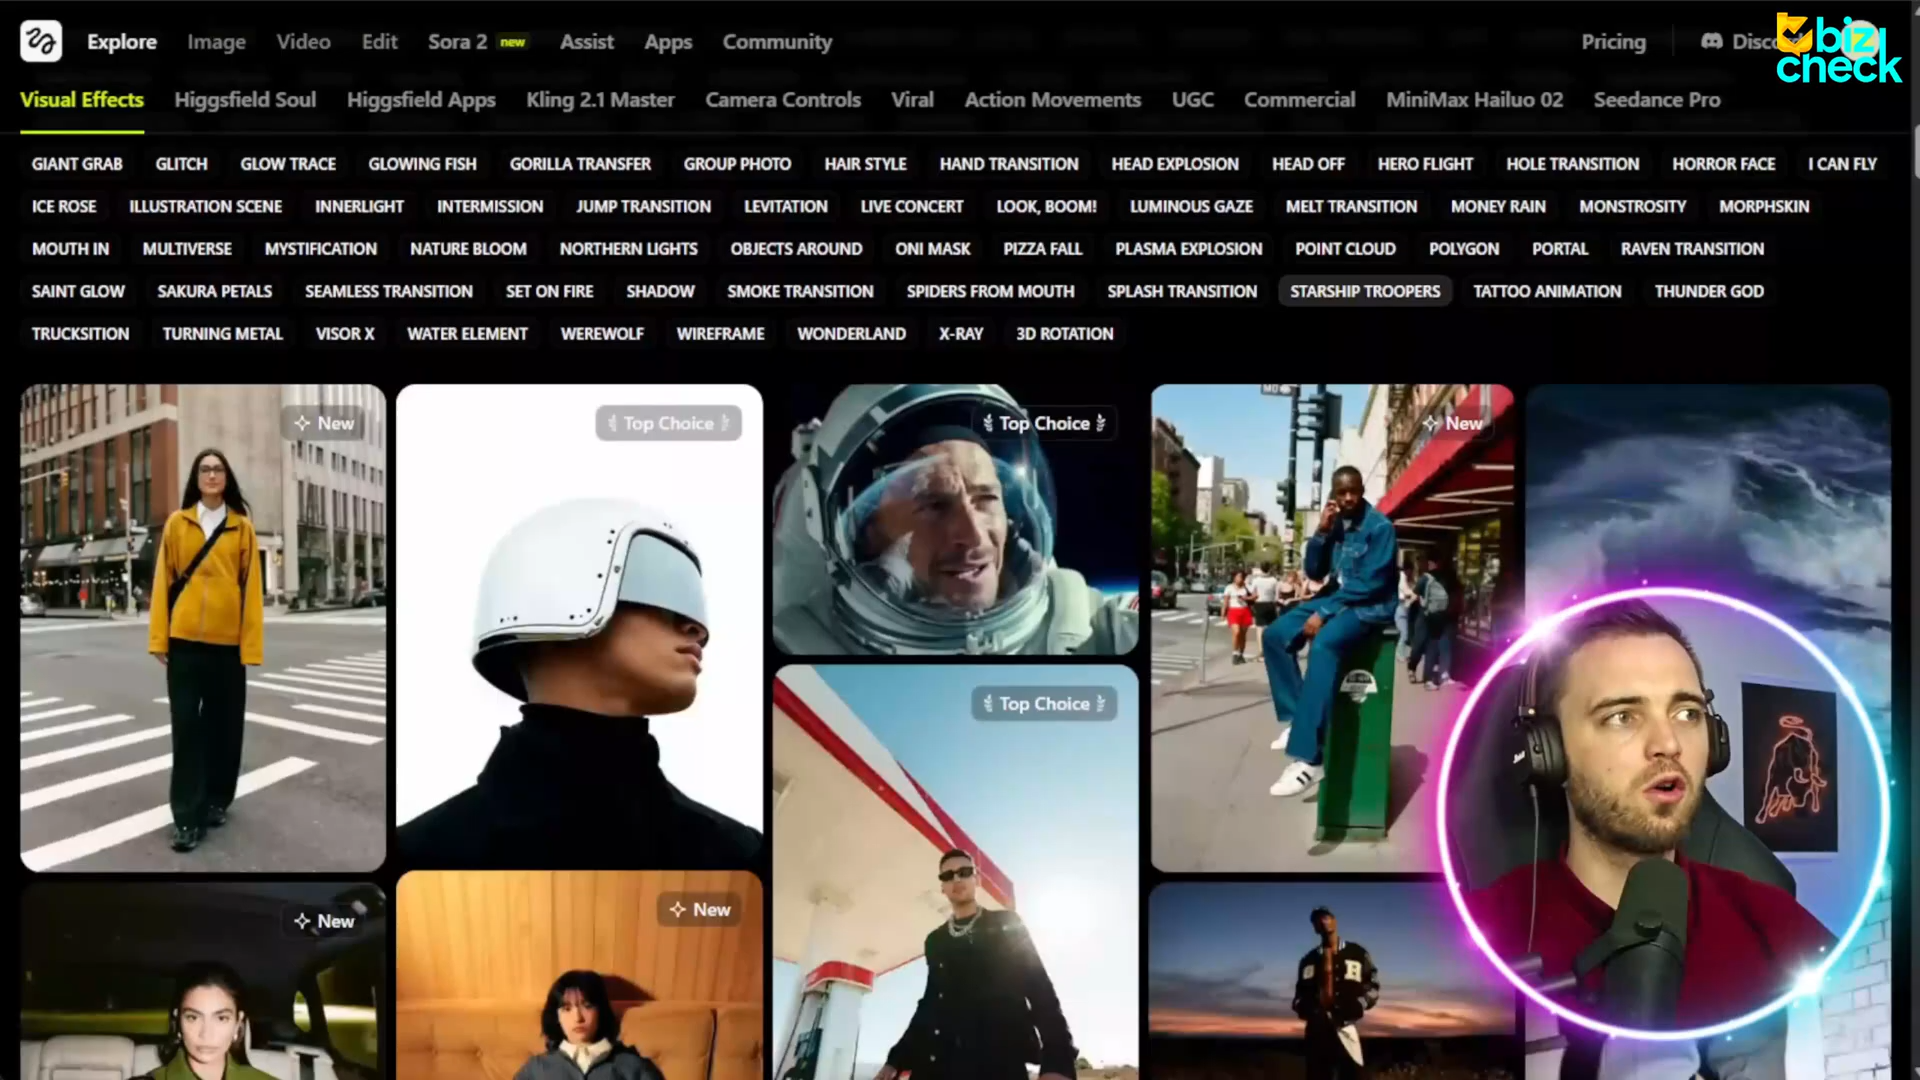 Explore Image Video Edit Sora 2 new Assist Apps Community Pricing
biz check
Visual Effects Higgsfield Soul Higgsfield Apps Kling 2.1 Master Camera Controls Viral Action Movements UGC Commercial MiniMax Hailuo 02 Seedance Pro
GIANT GRAB GLITCH GLOW TRACE GLOWING FISH GORILLA TRANSFER GROUP PHOTO HAIR STYLE HAND TRANSITION HEAD EXPLOSION HEAD OFF HERO FLIGHT HOLE TRANSITION HORROR FACE I CAN FLY
ICE ROSE ILLUSTRATION SCENE INNERLIGHT INTERMISSION JUMP TRANSITION LEVITATION LIVE CONCERT LOOK, BOOM! LUMINOUS GAZE MELT TRANSITION MONEY RAIN MONSTROSITY MORPHSKIN
MOUTH IN MULTIVERSE MYSTIFICATION NATURE BLOOM NORTHERN LIGHTS OBJECTS AROUND ONI MASK PIZZA FALL PLASMA EXPLOSION POINT CLOUD POLYGON PORTAL RAVEN TRANSITION
SAINT GLOW SAKURA PETALS SEAMLESS TRANSITION SET ON FIRE SHADOW SMOKE TRANSITION SPIDERS FROM MOUTH SPLASH TRANSITION STARSHIP TROOPERS TATTOO ANIMATION THUNDER GOD
TRUCKSITION TURNING METAL VISOR X WATER ELEMENT WEREWOLF WIREFRAME WONDERLAND X-RAY 3D ROTATION
New Top Choice Top Choice New
Top Choice
New New